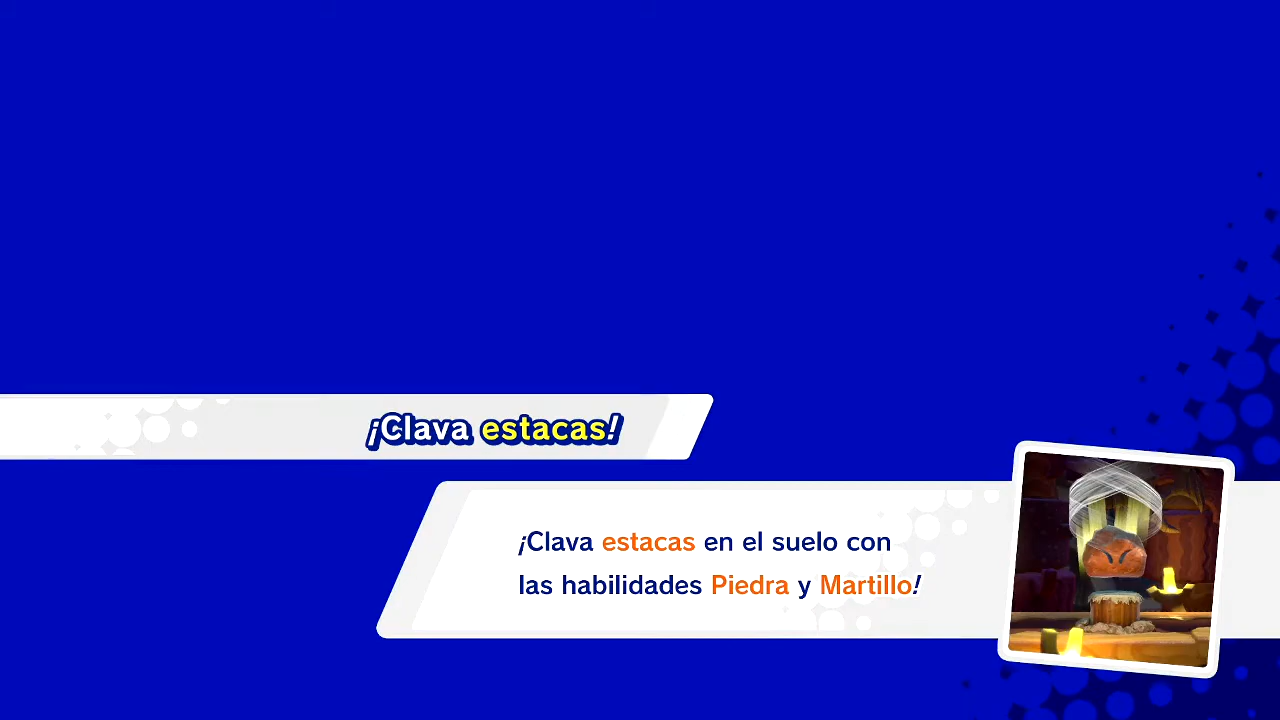 ¡Clava estacas!
¡Clava estacas en el suelo con
las habilidades Piedra y Martillo!